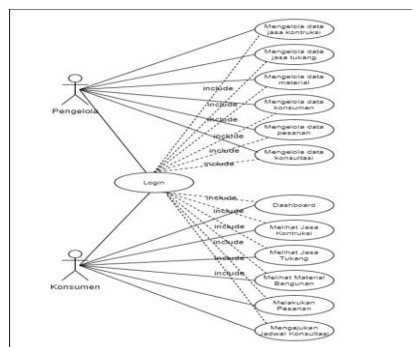 Mengelola data
jasa kontruksi
Mengelola data
jasa tukang
Mengelola data
material
include
Mengelola data
konsumen
include
Pengelola
include
Mengelola data
pesanan
include
include
Mengelola data
konsultasi
include
Login
include
Dashboard
include
Melihat Jasa
Kontruksi
include
include
Melihat Jasa
Tukang
include
Melihat Material
Bangunan
Konsumen
Melakukan
Pesanan
Mengajukan
Jadwal Konsultasi